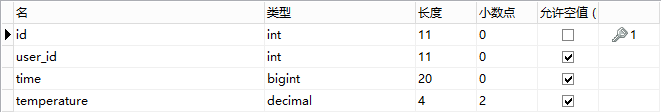 名 类型 长度 小数点 允许空值 (
id int 11 0 1
user_id int 11 0
time bigint 20 0
temperature decimal 4 2